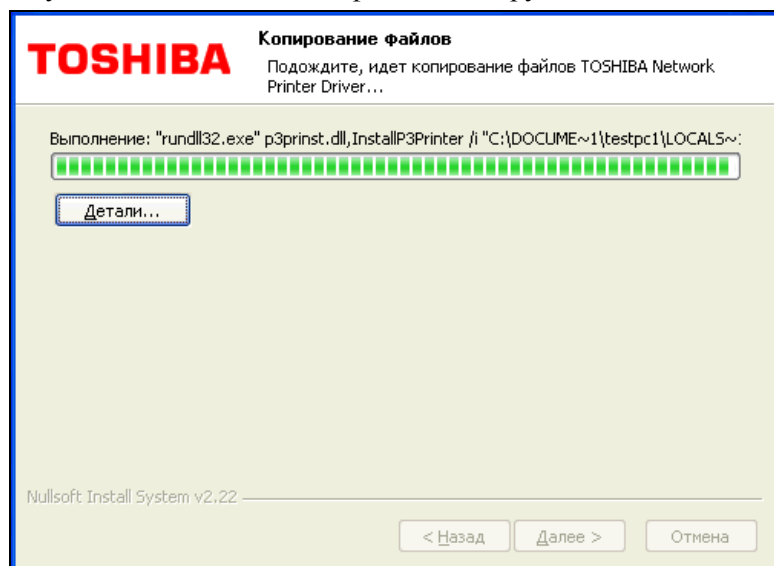 TOSHIBA
Копирование файлов
Подождите, идет копирование файлов TOSHIBA Network
Printer Driver...
Выполнение: "rundll32.exe" p3prinst.dll,InstallP3Printer /i "C:\DOCUME~1\testpc1\LOCALS~
Детали...
Nullsoft Install System v2.22
< Назад
Далее >
Отмена